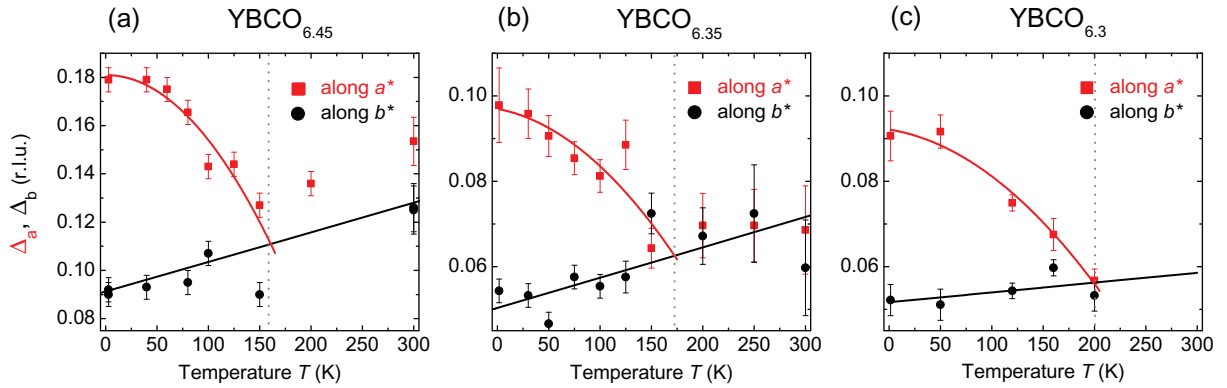 (a) YBCO6.45
0.18
0.16
0.14
0.12
0.10
0.08
Δa, Δb (r.l.u.)
along a*
along b*
0 50 100 150 200 250 300
Temperature T (K)
(b) YBCO6.35
0.10
0.08
0.06
along a*
along b*
0 50 100 150 200 250 300
Temperature T (K)
(c) YBCO6.3
0.10
0.08
0.06
along a*
along b*
0 50 100 150 200 250 300
Temperature T (K)